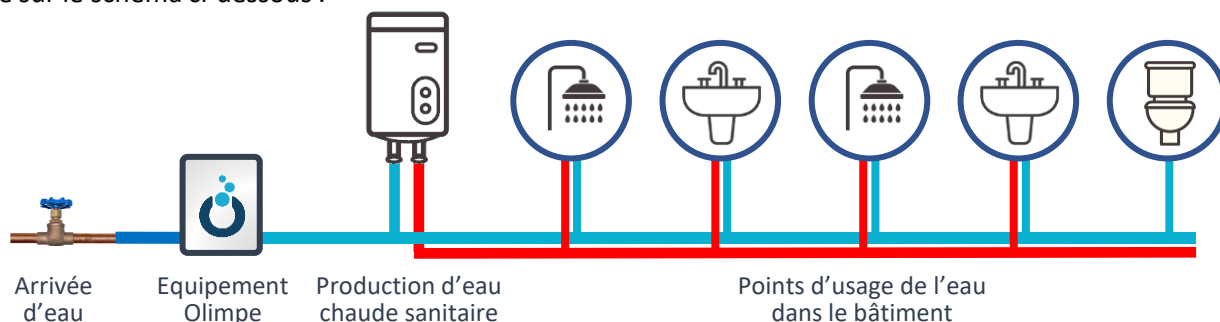 Arrivée
d'eau
Equipement
Olimpe
Production d'eau
chaude sanitaire
Points d'usage de l'eau
dans le bâtiment